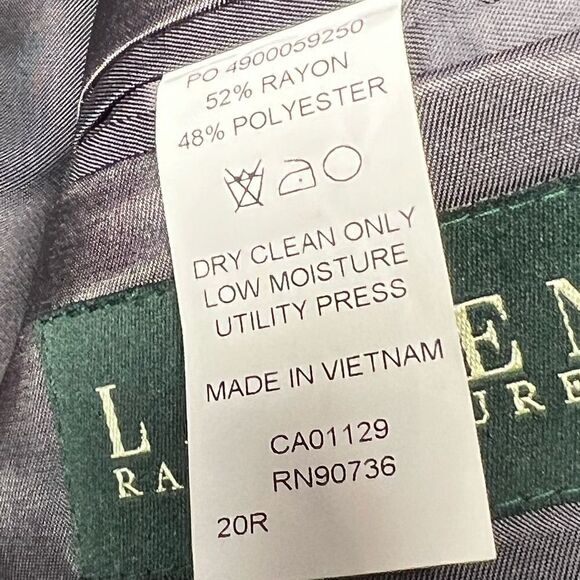 PO 4900059250
52% RAYON
48% POLYESTER
DRY CLEAN ONLY
LOW MOISTURE
UTILITY PRESS
MADE IN VIETNAM
CA01129
RN90736
20R